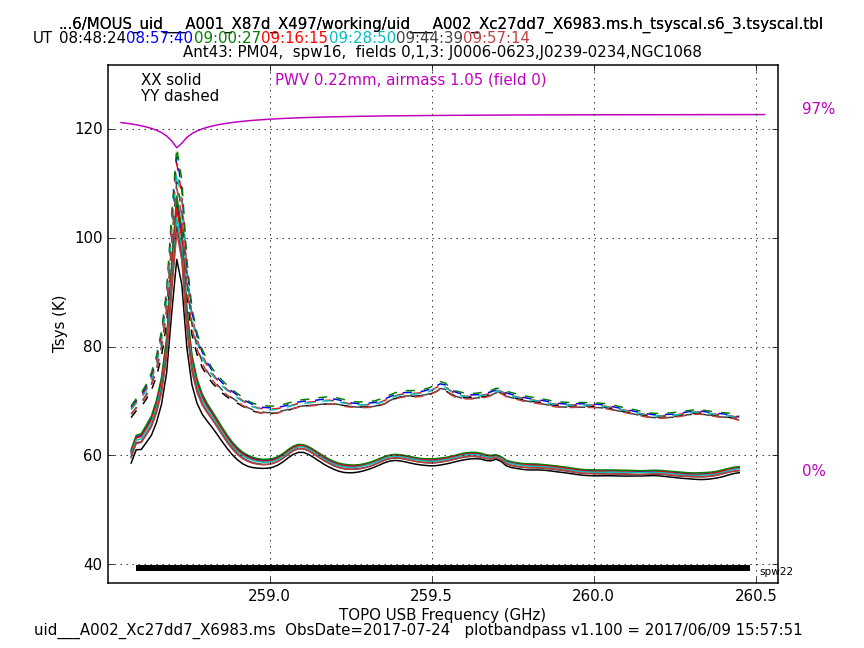 ...6/MOUS_uid___A001_X87d_X497/working/uid___A002_Xc27dd7_X6983.ms.h_tsyscal.s6_3.tsyscal.tbl
UT 08:48:24 08:57:40 09:00:27 09:16:15 09:28:50 09:44:39 09:57:14
Ant43: PM04,  spw16,  fields 0,1,3: J0006-0623,J0239-0234,NGC1068
XX solid
PWV 0.22mm, airmass 1.05 (field 0)
YY dashed
97%
120
100
80
60
40
Tsys (K)
0%
spw22
259.0
259.5
260.0
260.5
TOPO USB Frequency (GHz)
uid___A002_Xc27dd7_X6983.ms  ObsDate=2017-07-24   plotbandpass v1.100 = 2017/06/09 15:57:51